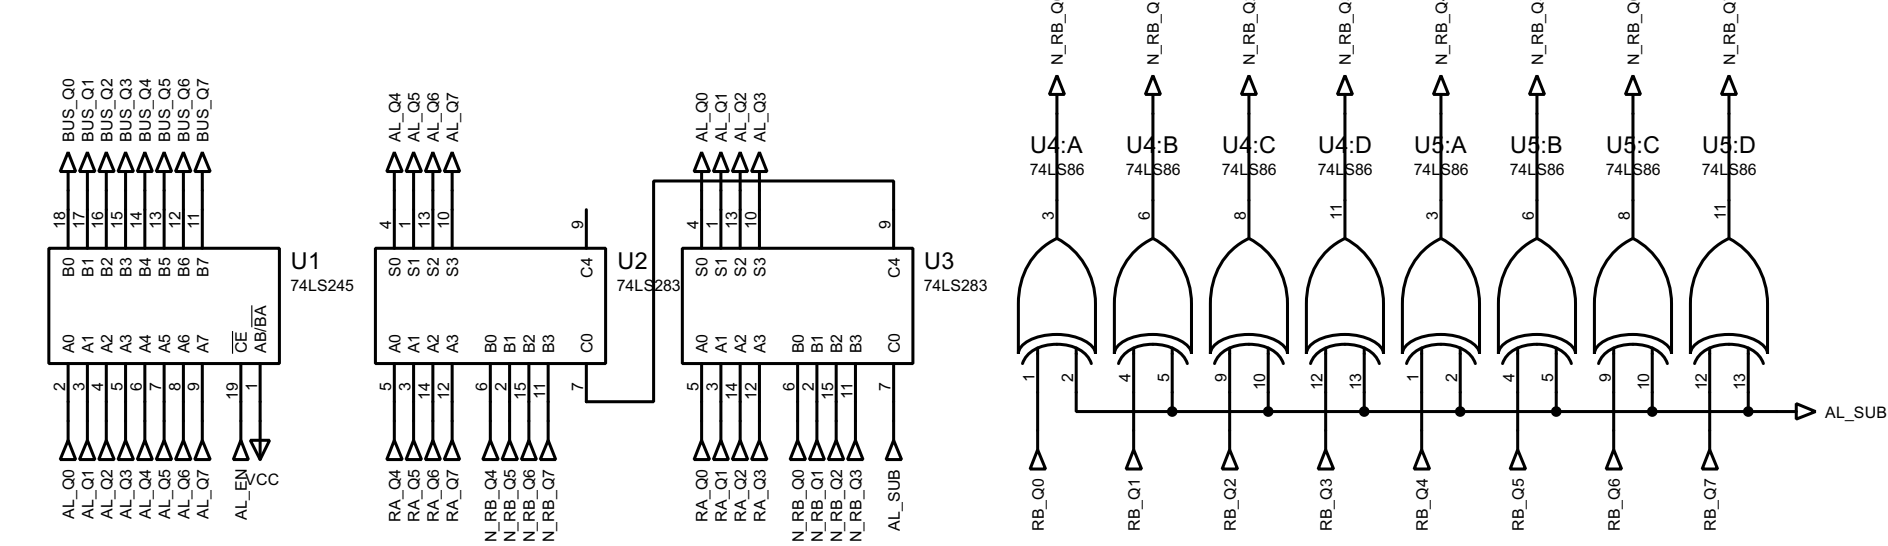 BUS_Q0
BUS_Q1
BUS_Q2
BUS_Q3
BUS_Q4
BUS_Q5
BUS_Q6
BUS_Q7
18
17
16
15
14
13
12
11
B0
B1
B2
B3
B4
B5
B6
B7
U1
74LS245
A0
A1
A2
A3
A4
A5
A6
A7
CE
AB/BA
2
3
4
5
6
7
8
9
19
1
AL_Q0
AL_Q1
AL_Q2
AL_Q3
AL_Q4
AL_Q5
AL_Q6
AL_Q7
AL_EN
VCC
AL_Q4
AL_Q5
AL_Q6
AL_Q7
4
1
13
10
9
S0
S1
S2
S3
C4
U2
74LS283
A0
A1
A2
A3
B0
B1
B2
B3
C0
5
3
14
12
6
2
15
11
7
RA_Q4
RA_Q5
RA_Q6
RA_Q7
N_RB_Q4
N_RB_Q5
N_RB_Q6
N_RB_Q7
AL_Q0
AL_Q1
AL_Q2
AL_Q3
4
1
13
10
9
S0
S1
S2
S3
C4
U3
74LS283
A0
A1
A2
A3
B0
B1
B2
B3
C0
5
3
14
12
6
2
15
11
7
RA_Q0
RA_Q1
RA_Q2
RA_Q3
N_RB_Q0
N_RB_Q1
N_RB_Q2
N_RB_Q3
AL_SUB
N_RB_Q
N_RB_Q
N_RB_Q
N_RB_Q
N_RB_Q
N_RB_Q
N_RB_Q
N_RB_Q
U4:A
74LS86
U4:B
74LS86
U4:C
74LS86
U4:D
74LS86
U5:A
74LS86
U5:B
74LS86
U5:C
74LS86
U5:D
74LS86
3
6
8
11
3
6
8
11
1
2
4
5
9
10
12
13
1
2
4
5
9
10
12
13
AL_SUB
RB_Q0
RB_Q1
RB_Q2
RB_Q3
RB_Q4
RB_Q5
RB_Q6
RB_Q7